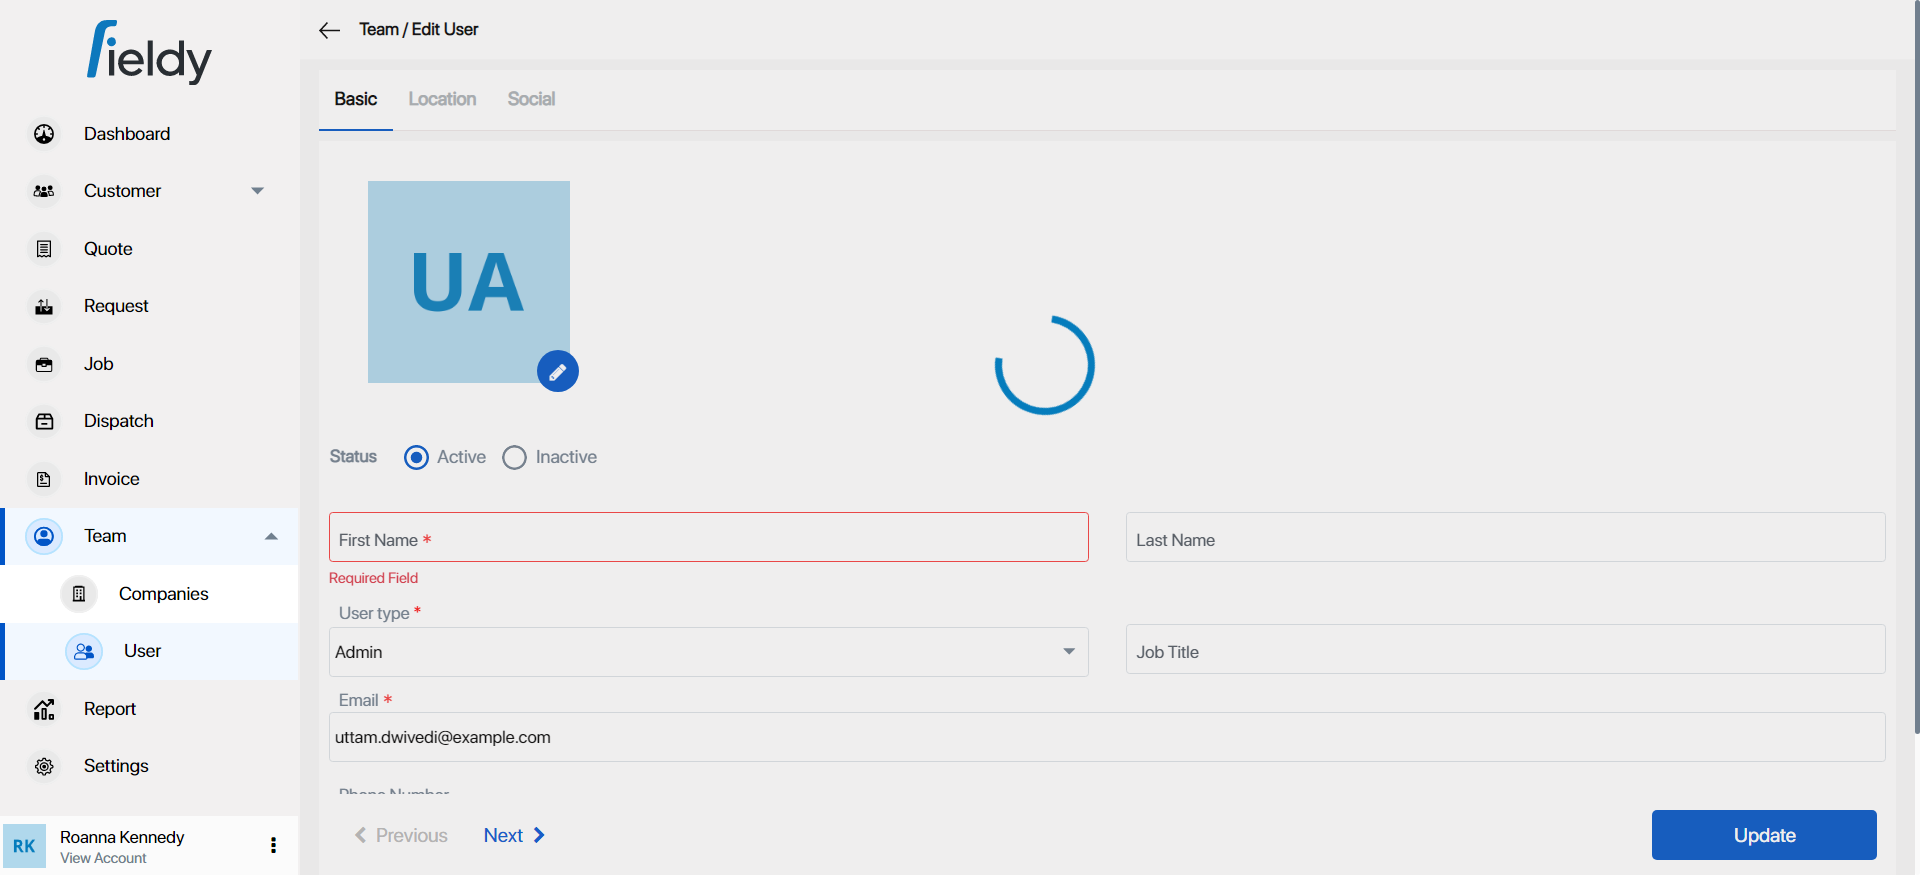 fieldy
Team / Edit User
Basic Location Social
Dashboard
Customer
Quote
Request
Job
Dispatch
Invoice
Team
Companies
User
Report
Settings
RK
Roanna Kennedy
View Account
UA
Status Active Inactive
First Name *
Last Name
Required Field
User type *
Admin
Job Title
Email *
uttam.dwivedi@example.com
Phone Number
Previous Next
Update